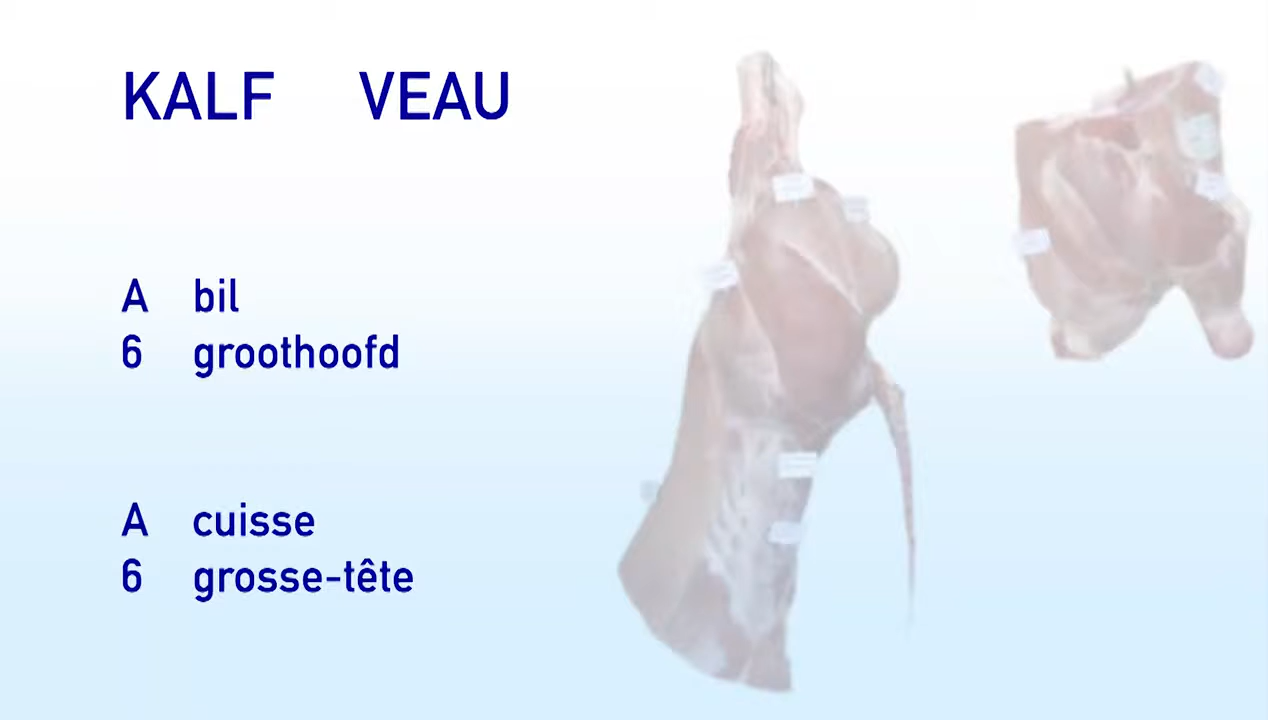 KALF VEAU
A bil
6 groothoofd
A cuisse
6 grosse-tête